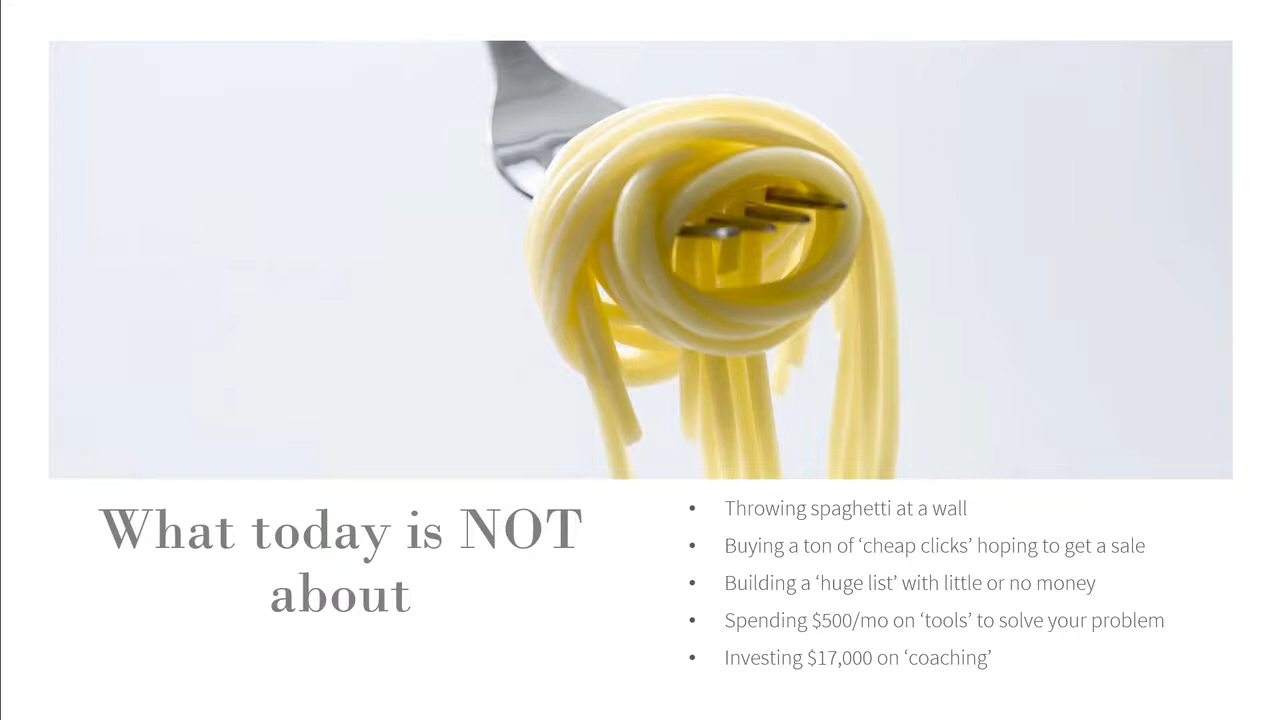 What today is NOT
about
• Throwing spaghetti at a wall
• Buying a ton of ‘cheap clicks’ hoping to get a sale
• Building a ‘huge list’ with little or no money
• Spending $500/mo on ‘tools’ to solve your problem
• Investing $17,000 on ‘coaching’